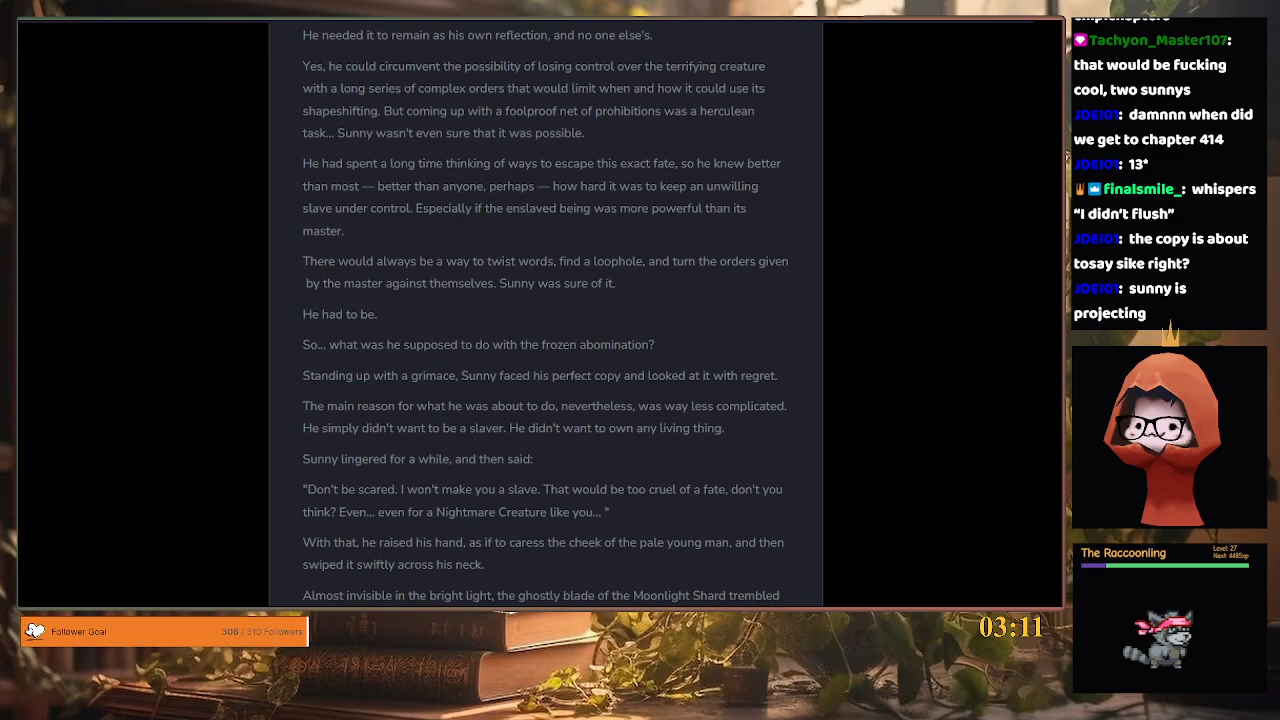 He needed it to remain as his own reflection, and no one else's.
Yes, he could circumvent the possibility of losing control over the terrifying creature
with a long series of complex orders that would limit when and how it could use its
shapeshifting. But coming up with a foolproof net of prohibitions was a herculean
task... Sunny wasn't even sure that it was possible.
He had spent a long time thinking of ways to escape this exact fate, so he knew better
than most — better than anyone, perhaps — how hard it was to keep an unwilling
slave under control. Especially if the enslaved being was more powerful than its
master.
There would always be a way to twist words, find a loophole, and turn the orders given
by the master against themselves. Sunny was sure of it.
He had to be.
So... what was he supposed to do with the frozen abomination?
Standing up with a grimace, Sunny faced his perfect copy and looked at it with regret.
The main reason for what he was about to do, nevertheless, was way less complicated.
He simply didn't want to be a slaver. He didn't want to own any living thing.
Sunny lingered for a while, and then said:
"Don't be scared. I won't make you a slave. That would be too cruel of a fate, don't you
think? Even... even for a Nightmare Creature like you... "
With that, he raised his hand, as if to caress the cheek of the pale young man, and then
swiped it swiftly across his neck.
Almost invisible in the bright light, the ghostly blade of the Moonlight Shard trembled
Tachyon_Master107:
that would be fucking
cool, two sunnys
JDEI01: damnnn when did
we get to chapter 414
JDEI01: 13*
finalsmile_: whispers
“I didn’t flush”
JDEI01: the copy is about
tosay sike right?
JDEI01: sunny is
projecting
The Raccoonling
Level: 27
Next: 4485xp
Follower Goal
308 / 310 Followers
03:11